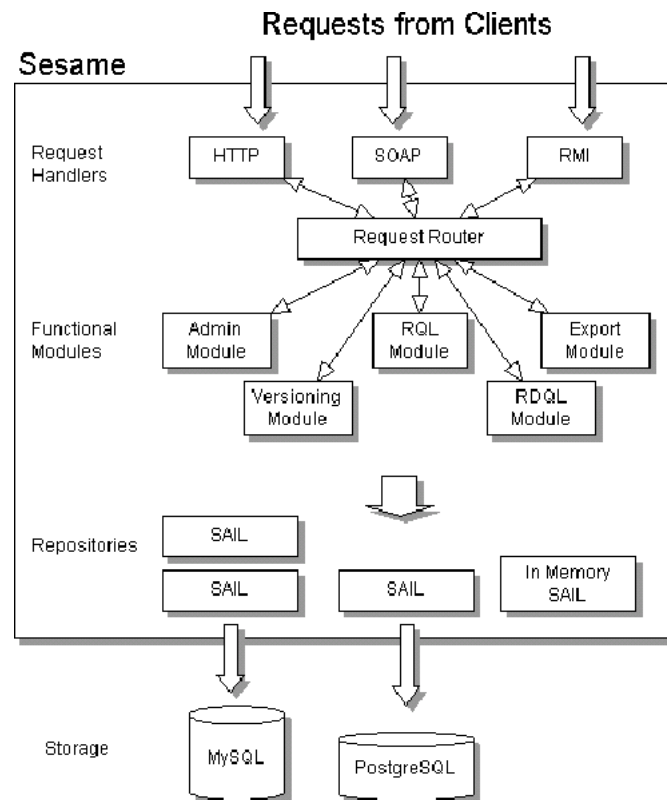 Requests from Clients
Sesame
Request
Handlers
HTTP
SOAP
RMI
Request Router
Functional
Modules
Admin
Module
RQL
Module
Export
Module
Versioning
Module
RDQL
Module
Repositories
SAIL
SAIL
SAIL
In Memory
SAIL
Storage
MySQL
PostgreSQL